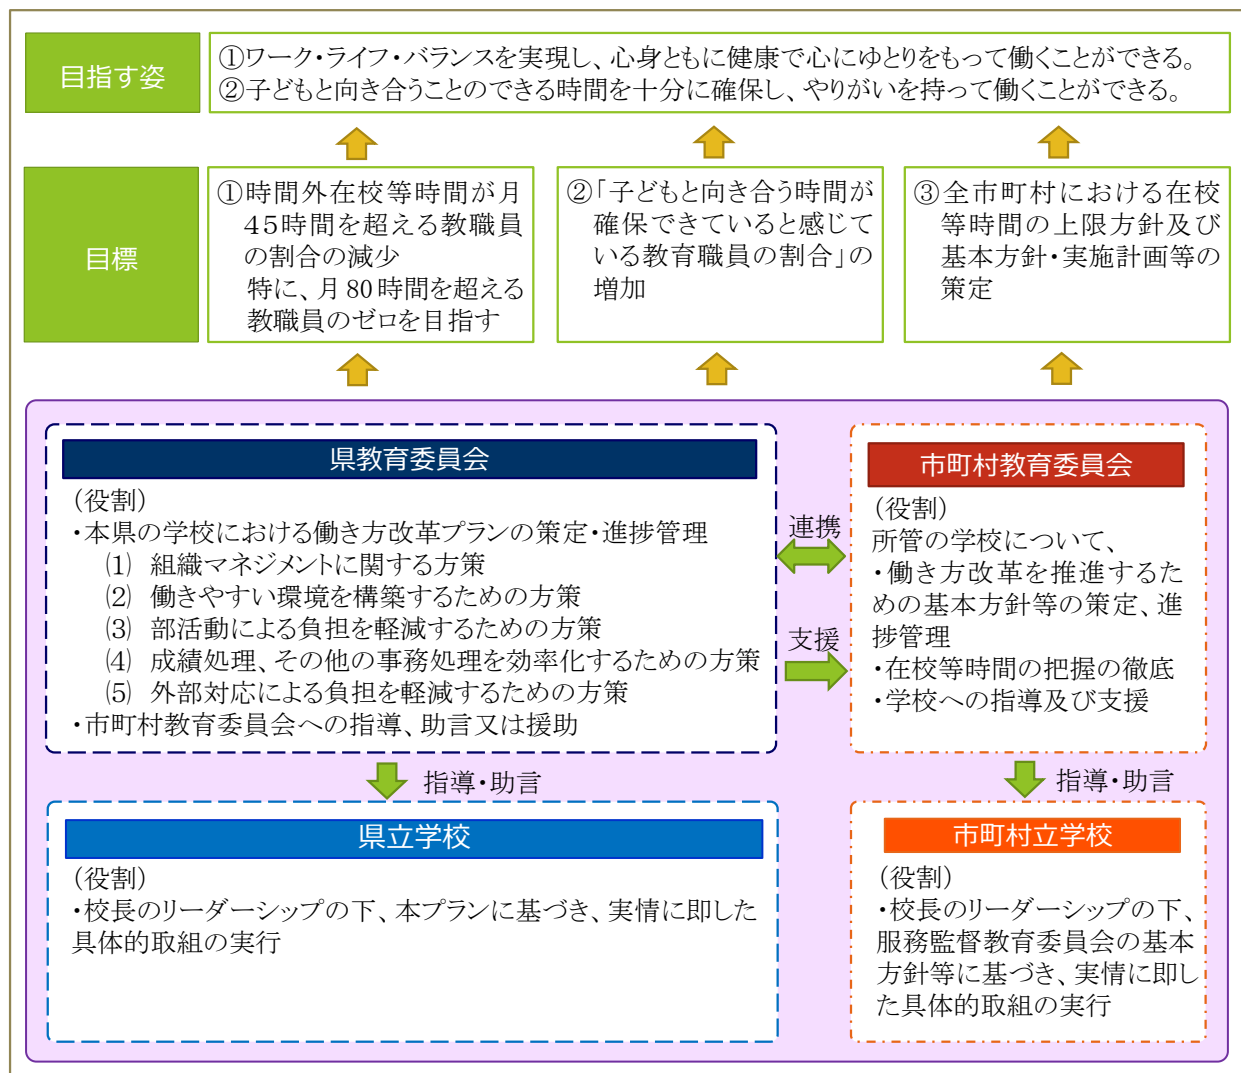 目指す姿
①ワーク・ライフ・バランスを実現し、心身ともに健康で心にゆとりをもって働くことができる。
②子どもと向き合うことのできる時間を十分に確保し、やりがいを持って働くことができる。
目標
①時間外在校等時間が月
４５時間を超える教職員
の割合の減少
特に、月80時間を超える
教職員のゼロを目指す
②「子どもと向き合う時間が
確保できていると感じて
いる教育職員の割合」の
増加
③全市町村における在校
等時間の上限方針及び
基本方針・実施計画等の
策定
県教育委員会
（役割）
・本県の学校における働き方改革プランの策定・進捗管理
⑴ 組織マネジメントに関する方策
⑵ 働きやすい環境を構築するための方策
⑶ 部活動による負担を軽減するための方策
⑷ 成績処理、その他の事務処理を効率化するための方策
⑸ 外部対応による負担を軽減するための方策
・市町村教育委員会への指導、助言又は援助
連携
支援
市町村教育委員会
（役割）
所管の学校について、
・働き方改革を推進するた
めの基本方針等の策定、進
捗管理
・在校等時間の把握の徹底
・学校への指導及び支援
指導・助言
指導・助言
県立学校
（役割）
・校長のリーダーシップの下、本プランに基づき、実情に即した
具体的取組の実行
市町村立学校
（役割）
・校長のリーダーシップの下、
服務監督教育委員会の基本
方針等に基づき、実情に即し
た具体的取組の実行